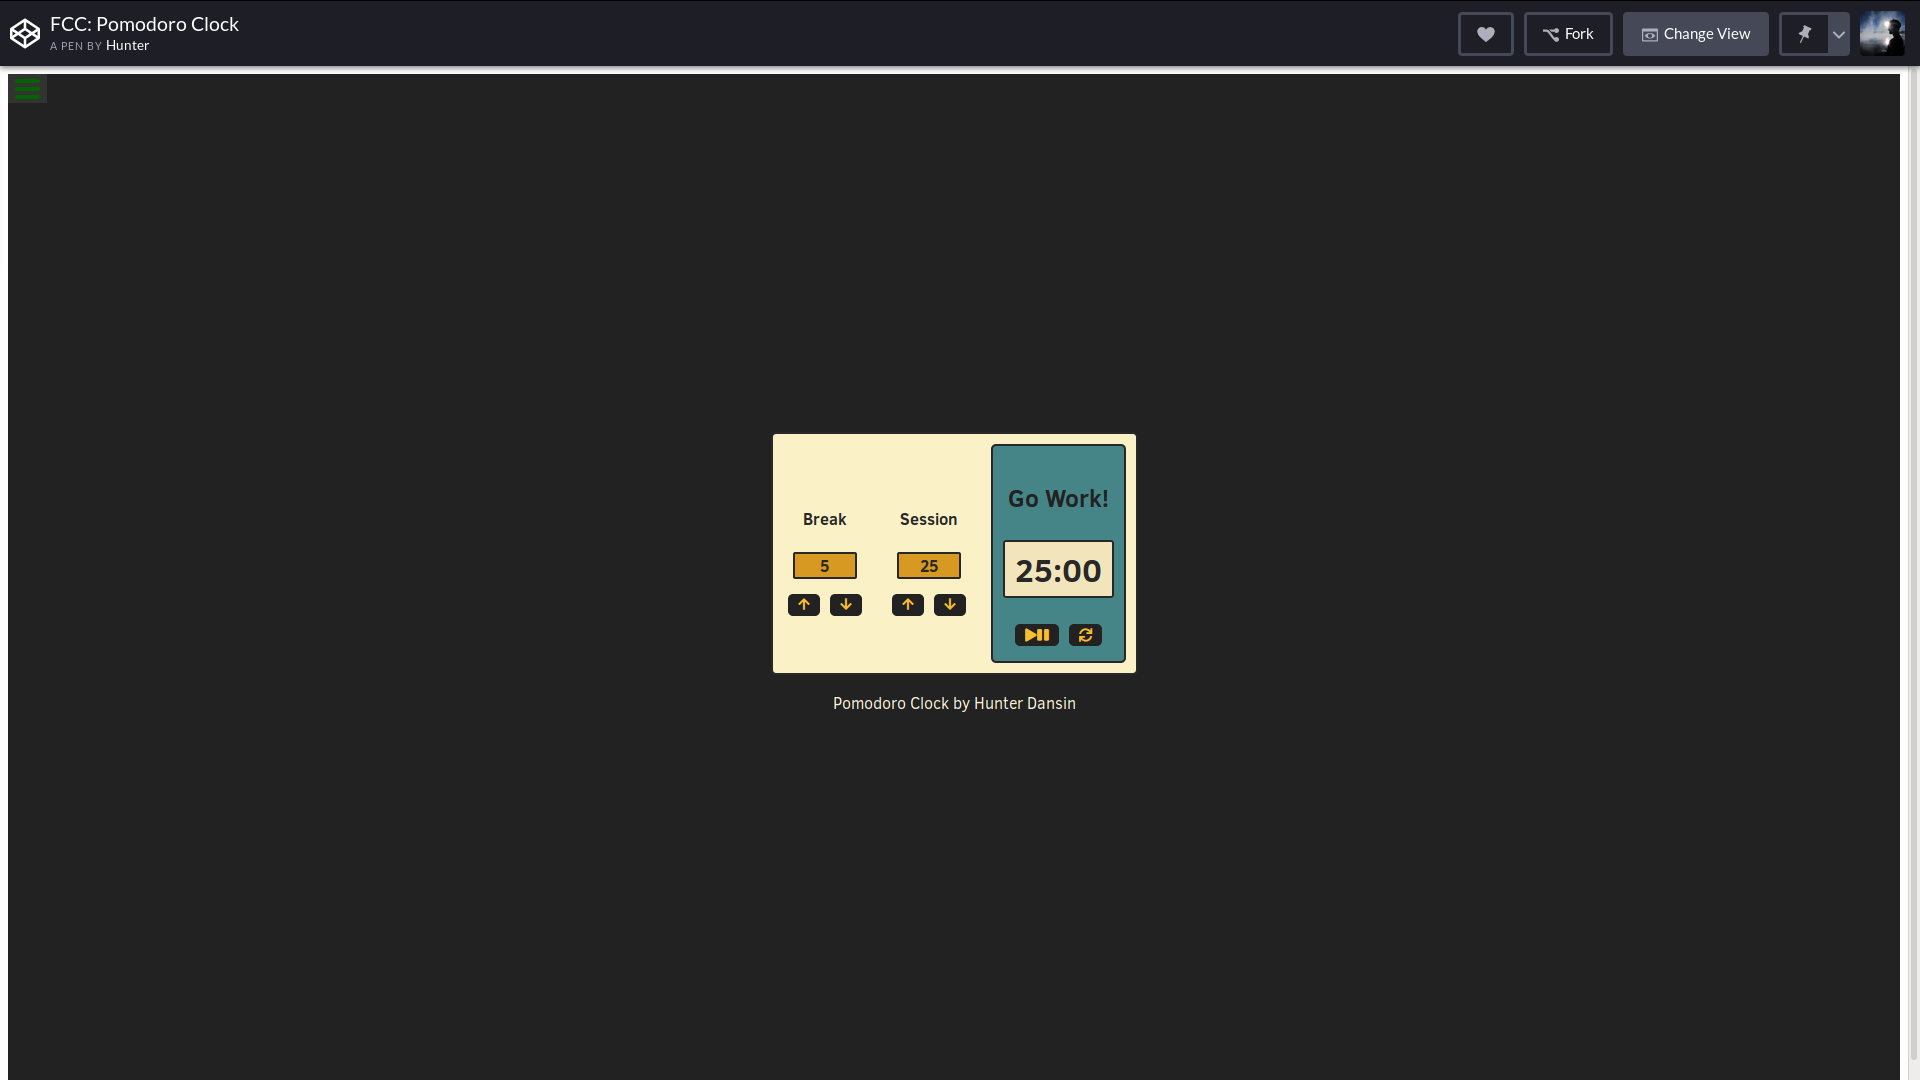 FCC: Pomodoro Clock
A PEN BY Hunter
Fork
Change View
Break
Session
5
25
Go Work!
25:00
Pomodoro Clock by Hunter Dansin